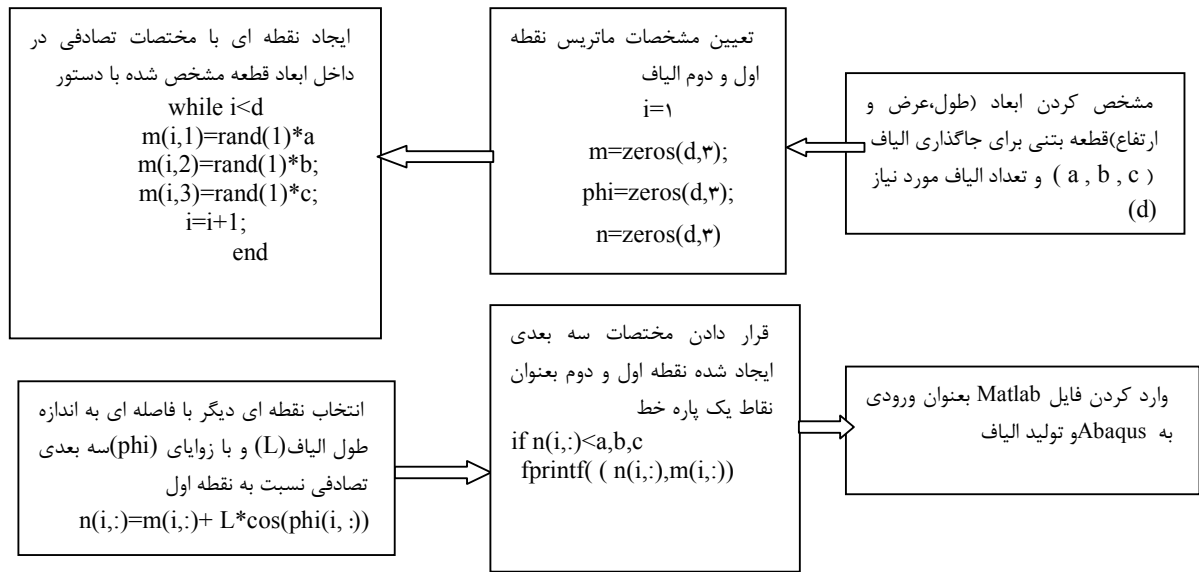 مشخص کردن ابعاد (طول،عرض و
ارتفاع)قطعه بتنی برای جاگذاری الیاف
( a , b , c ) و تعداد الیاف مورد نیاز
(d)
تعیین مشخصات ماتریس نقطه
اول و دوم الیاف
i=۱
m=zeros(d,۳);
phi=zeros(d,۳);
n=zeros(d,۳)
ایجاد نقطه ای با مختصات تصادفی در
داخل ابعاد قطعه مشخص شده با دستور
while i<d
m(i,1)=rand(1)*a
m(i,2)=rand(1)*b;
m(i,3)=rand(1)*c;
i=i+1;
end
انتخاب نقطه ای دیگر با فاصله ای به اندازه
طول الیاف(L) و با زوایای (phi)سه بعدی
تصادفی نسبت به نقطه اول
n(i,:)=m(i,:)+ L*cos(phi(i, :))
قرار دادن مختصات سه بعدی
ایجاد شده نقطه اول و دوم بعنوان
نقاط یک پاره خط
if n(i,:)<a,b,c
fprintf( ( n(i,:),m(i,:))
وارد کردن فایل Matlab بعنوان ورودی
به Abaqusو تولید الیاف